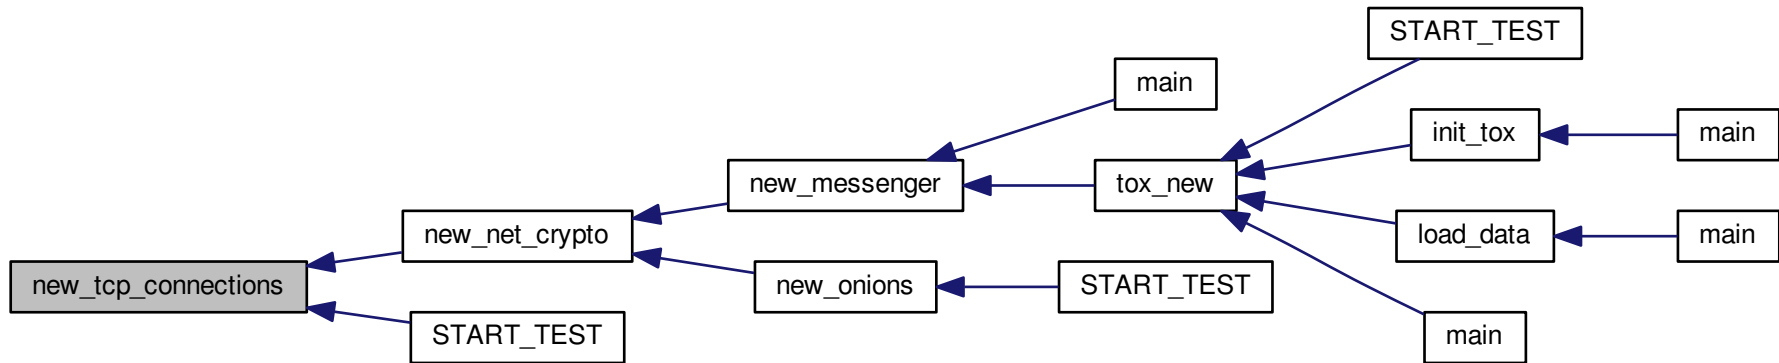 START_TEST
main
init_tox
main
new_messenger
tox_new
new_net_crypto
load_data
main
new_tcp_connections
new_onions
START_TEST
START_TEST
main